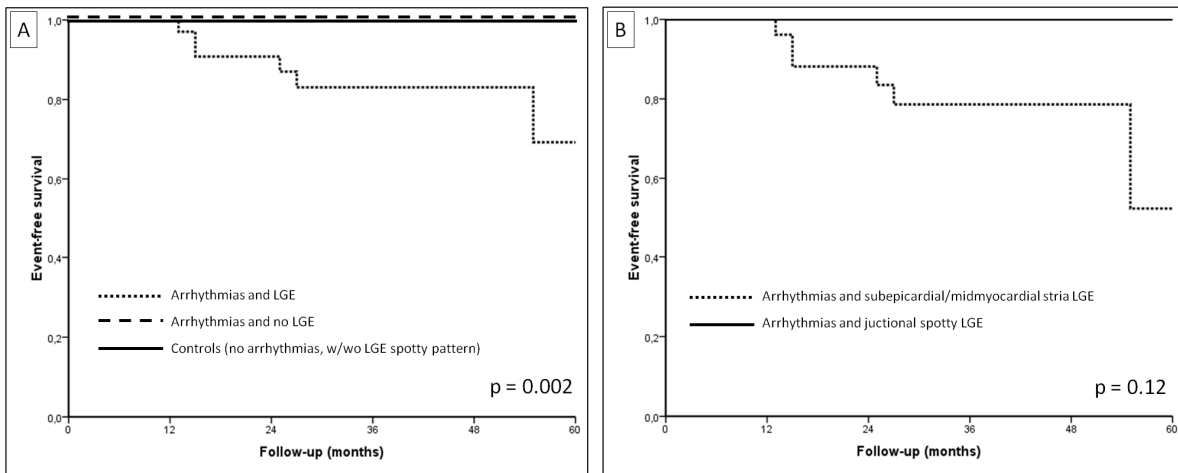 A
Event-free survival
1,0
0,8
0,6
0,4
0,2
0,0
0
12
24
36
48
60
Follow-up (months)
Arrhythmias and LGE
Arrhythmias and no LGE
Controls (no arrhythmias, w/wo LGE spotty pattern)
p = 0.002
B
Event-free survival
1,0
0,8
0,6
0,4
0,2
0,0
0
12
24
36
48
60
Follow-up (months)
Arrhythmias and subepicardial/midmyocardial stria LGE
Arrhythmias and juctional spotty LGE
p = 0.12